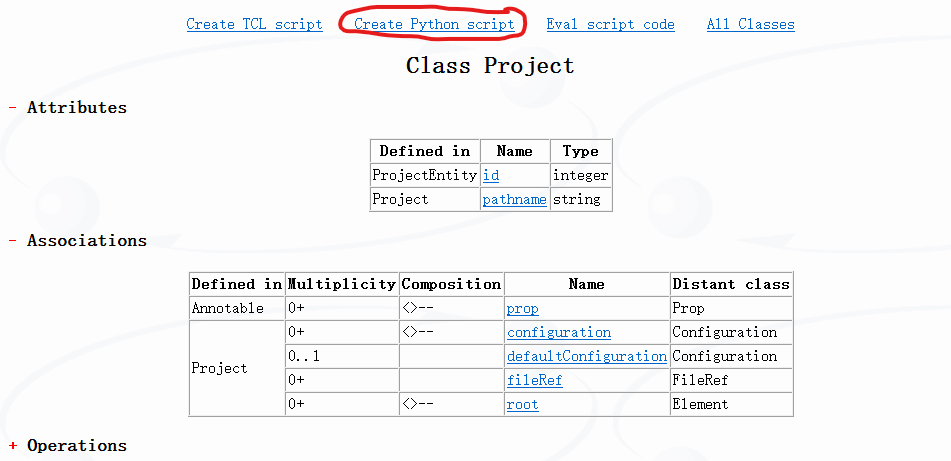 Create TCL script Create Python script Eval script code All Classes
Class Project
- Attributes
Defined in Name Type
ProjectEntity id integer
Project pathname string
- Associations
Defined in Multiplicity Composition Name Distant class
Annotable 0+ <>-- prop Prop
Project 0+ <>-- configuration Configuration
0..1 defaultConfiguration Configuration
0+ fileRef FileRef
0+ <>-- root Element
+ Operations